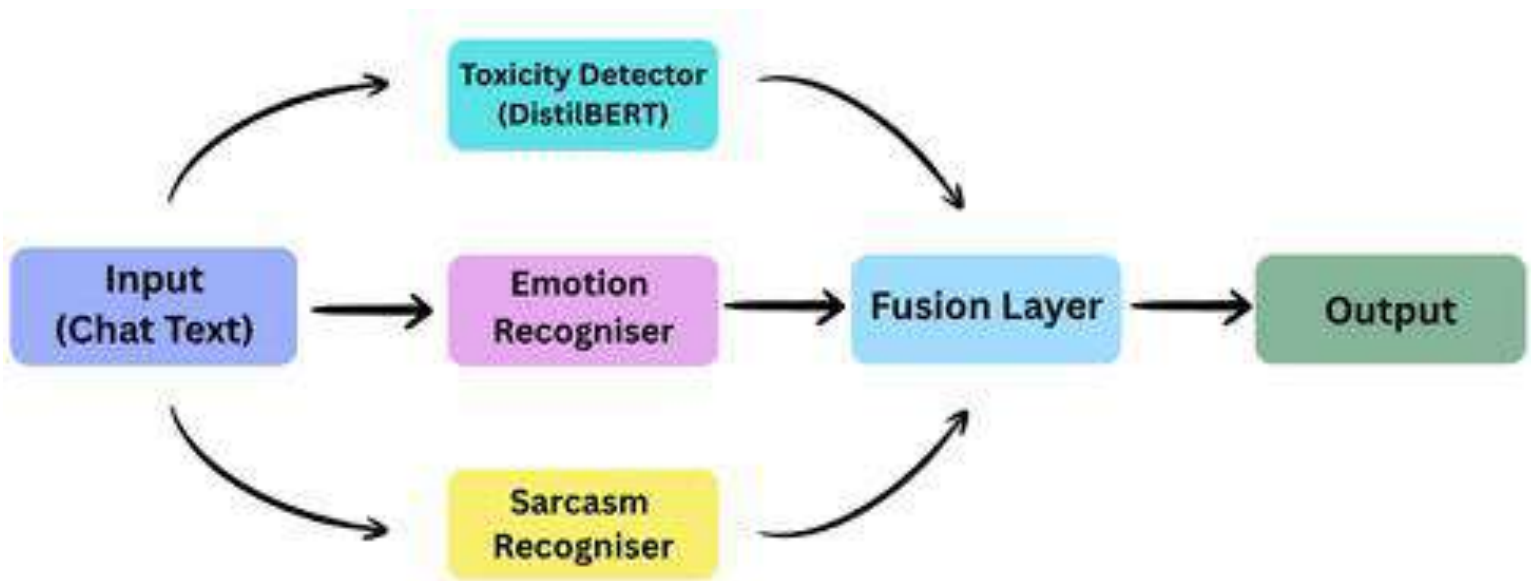 Toxicity Detector
(DistilBERT)
Input
(Chat Text)
Emotion
Recogniser
Fusion Layer
Output
Sarcasm
Recogniser